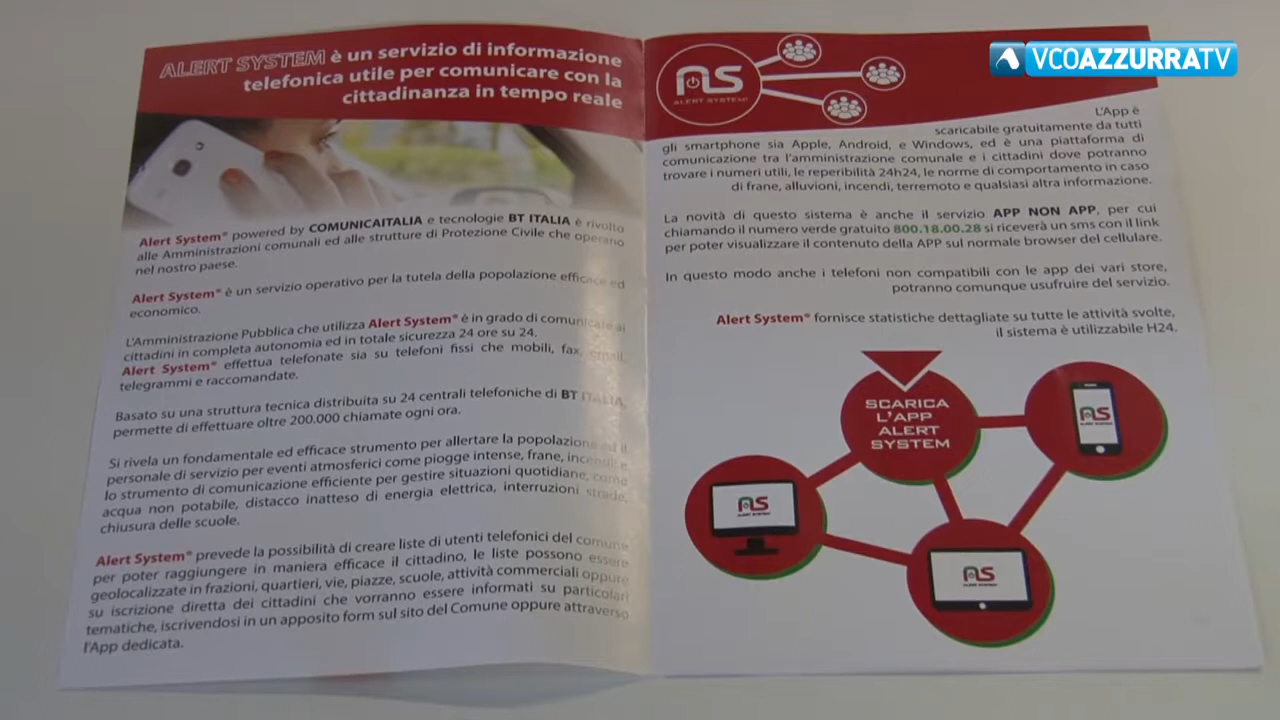 ALERT SYSTEM è un servizio di informazione
telefonica utile per comunicare con la
cittadinanza in tempo reale
Alert System® powered by COMUNICAITALIA e tecnologie BT ITALIA è rivolto
alle Amministrazioni comunali ed alle strutture di Protezione Civile che operano
nel nostro paese.
Alert System® è un servizio operativo per la tutela della popolazione efficace ed
economico.
L'Amministrazione Pubblica che utilizza Alert System® è in grado di comunicare ai
cittadini in completa autonomia ed in totale sicurezza 24 ore su 24.
Alert System® effettua telefonate sia su telefoni fissi che mobili, fax, email,
telegrammi e raccomandate.
Basato su una struttura tecnica distribuita su 24 centrali telefoniche di BT ITALIA,
permette di effettuare oltre 200.000 chiamate ogni ora.
Si rivela un fondamentale ed efficace strumento per allertare la popolazione ed il
personale di servizio per eventi atmosferici come piogge intense, frane, incendi e
lo strumento di comunicazione efficiente per gestire situazioni quotidiane, come
acqua non potabile, distacco inatteso di energia elettrica, interruzioni strade,
chiusura delle scuole.
Alert System® prevede la possibilità di creare liste di utenti telefonici del comune
per poter raggiungere in maniera efficace il cittadino, le liste possono essere
geolocalizzate in frazioni, quartieri, vie, piazze, scuole, attività commerciali oppure
su iscrizione diretta dei cittadini che vorranno essere informati su particolari
tematiche, iscrivendosi in un apposito form sul sito del Comune oppure attraverso
l'App dedicata.
VCOAZZURRATV
AS
ALERT SYSTEM®
L'App è
scaricabile gratuitamente da tutti
gli smartphone sia Apple, Android, e Windows, ed è una piattaforma di
comunicazione tra l'amministrazione comunale e i cittadini dove potranno
trovare i numeri utili, le reperibilità 24h24, le norme di comportamento in caso
di frane, alluvioni, incendi, terremoto e qualsiasi altra informazione.
La novità di questo sistema è anche il servizio APP NON APP, per cui
chiamando il numero verde gratuito 800.18.00.28 si riceverà un sms con il link
per poter visualizzare il contenuto della APP sul normale browser del cellulare.
In questo modo anche i telefoni non compatibili con le app dei vari store,
potranno comunque usufruire del servizio.
Alert System® fornisce statistiche dettagliate su tutte le attività svolte,
il sistema è utilizzabile H24.
SCARICA
L'APP
ALERT
SYSTEM
AS
ALERT SYSTEM®
AS
ALERT SYSTEM®
AS
ALERT SYSTEM®